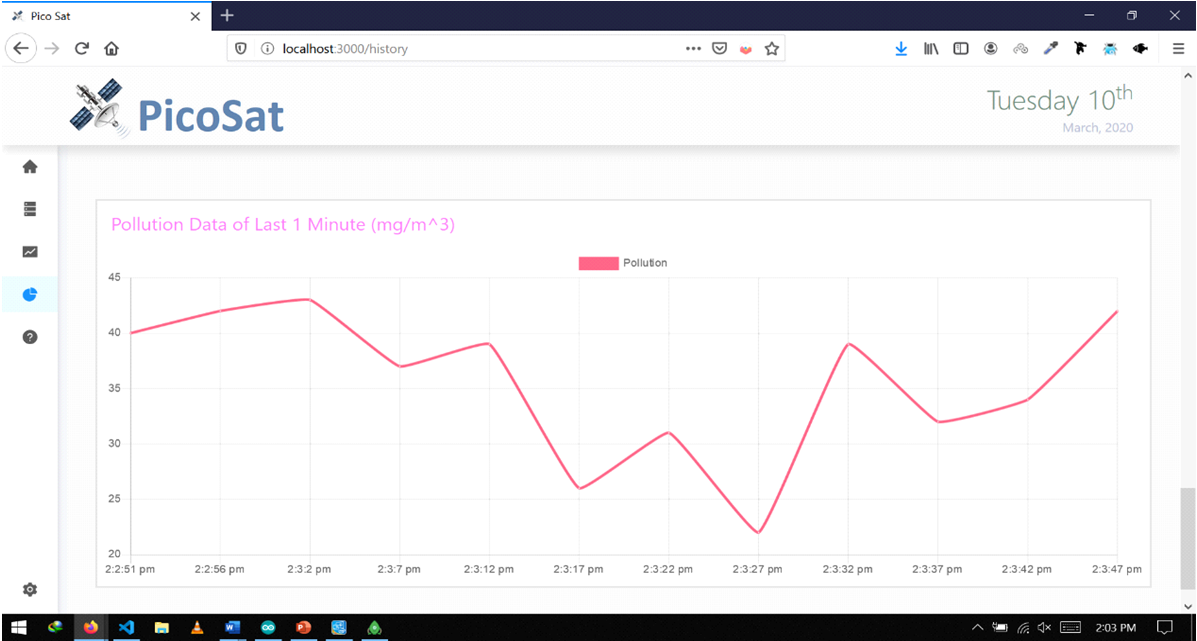 Pico Sat
localhost:3000/history
PicoSat
Tuesday 10th
March, 2020
Pollution Data of Last 1 Minute (mg/m^3)
Pollution
45
40
35
30
25
20
2:2:51 pm 2:2:56 pm 2:3:2 pm 2:3:7 pm 2:3:12 pm 2:3:17 pm 2:3:22 pm 2:3:27 pm 2:3:32 pm 2:3:37 pm 2:3:42 pm 2:3:47 pm
2:03 PM